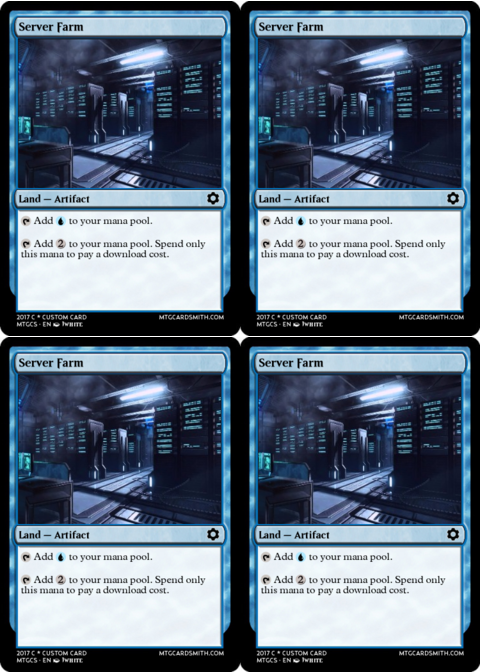 Server Farm
Land — Artifact
Add to your mana pool.
Add 2 to your mana pool. Spend only
this mana to pay a download cost.
2017 C * CUSTOM CARD
MTGCS · EN JWHITE
MTGCARDSMITH.COM
Server Farm
Land — Artifact
Add to your mana pool.
Add 2 to your mana pool. Spend only
this mana to pay a download cost.
2017 C * CUSTOM CARD
MTGCS · EN JWHITE
MTGCARDSMITH.COM
Server Farm
Land — Artifact
Add to your mana pool.
Add 2 to your mana pool. Spend only
this mana to pay a download cost.
2017 C * CUSTOM CARD
MTGCS · EN JWHITE
MTGCARDSMITH.COM
Server Farm
Land — Artifact
Add to your mana pool.
Add 2 to your mana pool. Spend only
this mana to pay a download cost.
2017 C * CUSTOM CARD
MTGCS · EN JWHITE
MTGCARDSMITH.COM